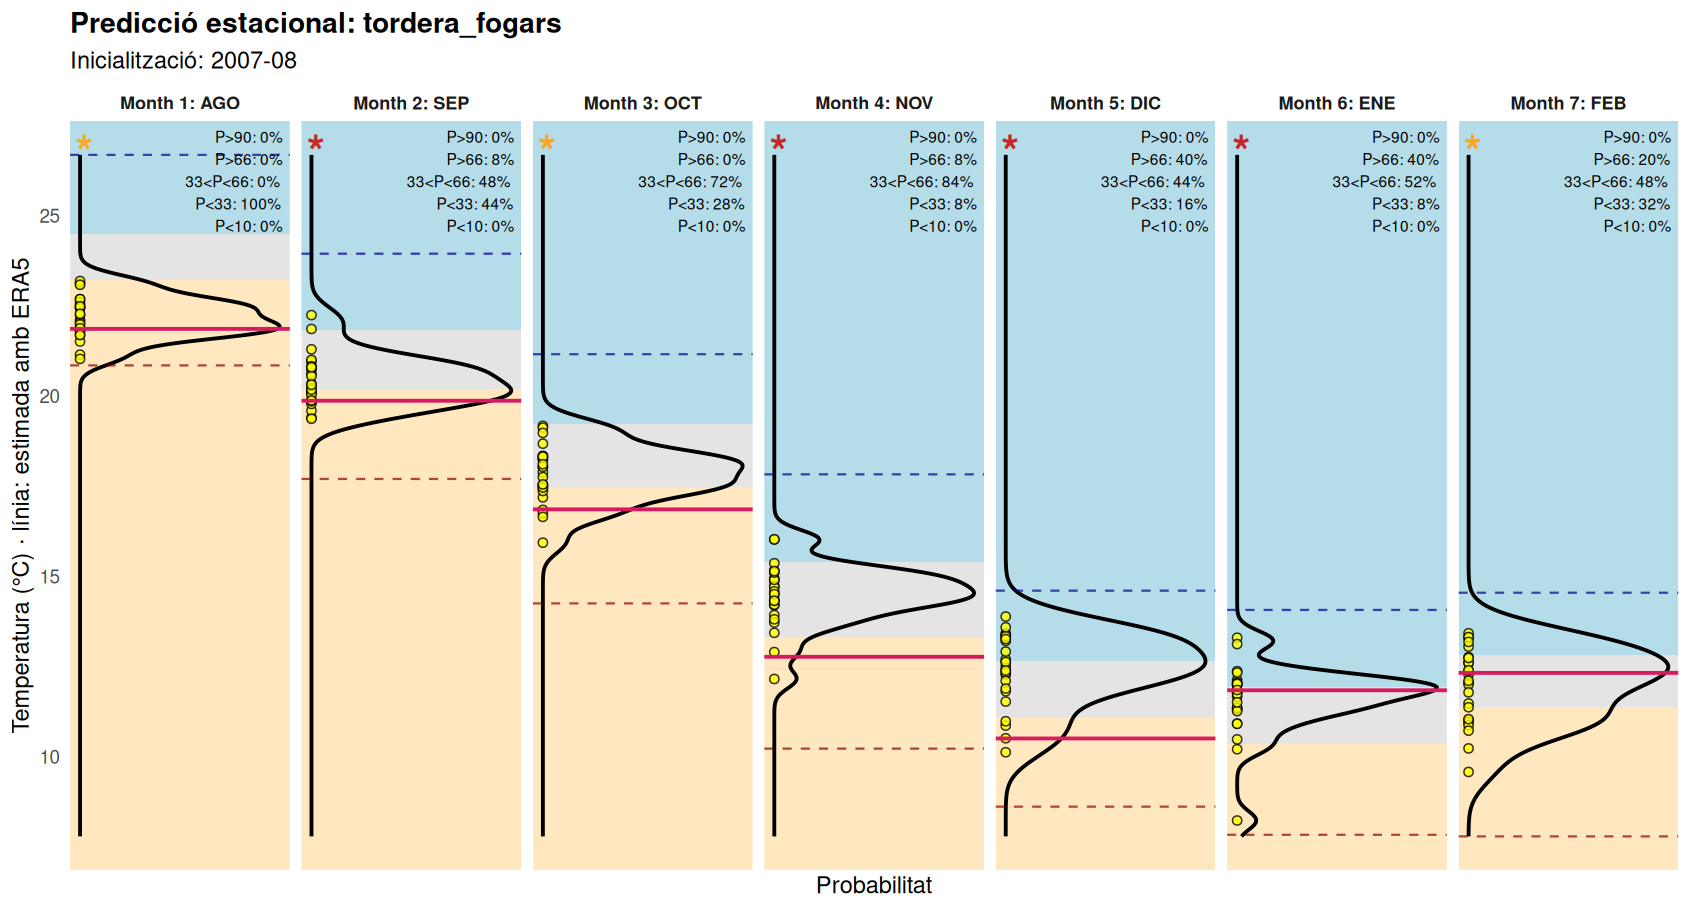 Predicció estacional: tordera_fogars
Inicialització: 2007-08
Month 1: AGO
Month 2: SEP
Month 3: OCT
Month 4: NOV
Month 5: DIC
Month 6: ENE
Month 7: FEB
*
P>90: 0%
P>66: 0%
33<P<66: 0%
P<33: 100%
P<10: 0%
*
P>90: 0%
P>66: 8%
33<P<66: 48%
P<33: 44%
P<10: 0%
*
P>90: 0%
P>66: 0%
33<P<66: 72%
P<33: 28%
P<10: 0%
*
P>90: 0%
P>66: 8%
33<P<66: 84%
P<33: 8%
P<10: 0%
*
P>90: 0%
P>66: 40%
33<P<66: 44%
P<33: 16%
P<10: 0%
*
P>90: 0%
P>66: 40%
33<P<66: 52%
P<33: 8%
P<10: 0%
*
P>90: 0%
P>66: 20%
33<P<66: 48%
P<33: 32%
P<10: 0%
25
20
15
10
Temperatura (°C) · línia: estimada amb ERA5
Probabilitat